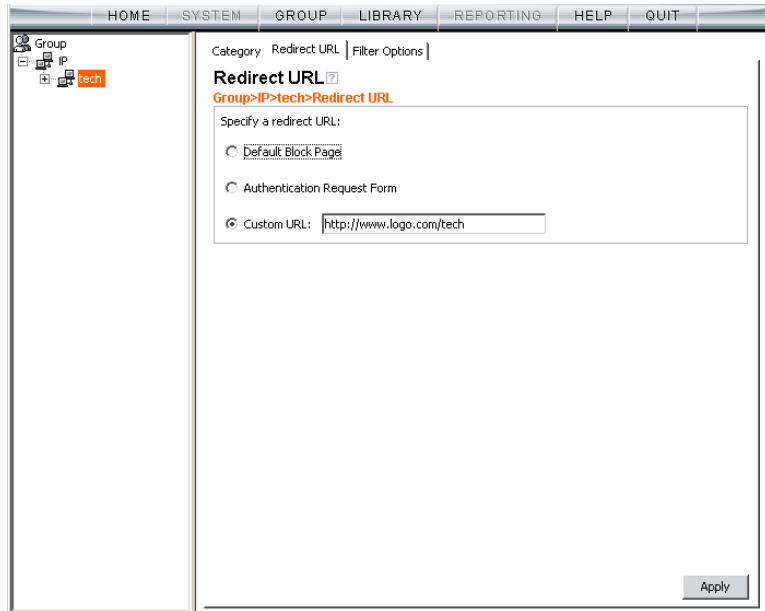 HOME SYSTEM GROUP LIBRARY REPORTING HELP QUIT
Group
IP
tech
Category Redirect URL Filter Options
Redirect URL ?
Group>IP>tech>Redirect URL
Specify a redirect URL:
Default Block Page
Authentication Request Form
Custom URL: http://www.logo.com/tech
Apply